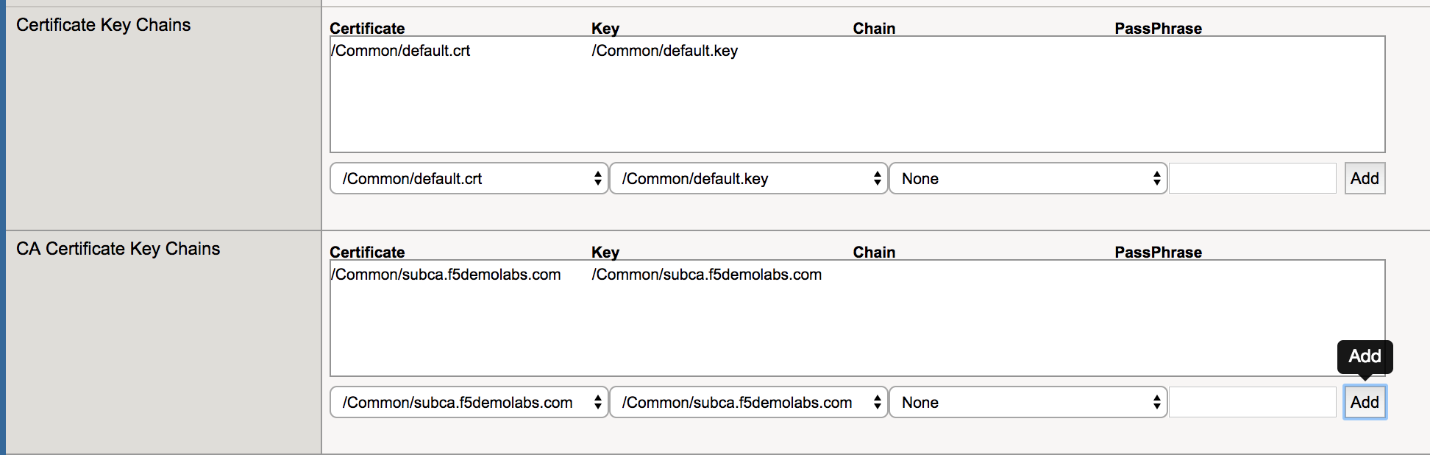 Certificate Key Chains
Certificate Key Chain PassPhrase
/Common/default.crt /Common/default.key
/Common/default.crt /Common/default.key None Add
CA Certificate Key Chains
Certificate Key Chain PassPhrase
/Common/subca.f5demolabs.com /Common/subca.f5demolabs.com
Add
/Common/subca.f5demolabs.com /Common/subca.f5demolabs.com None Add